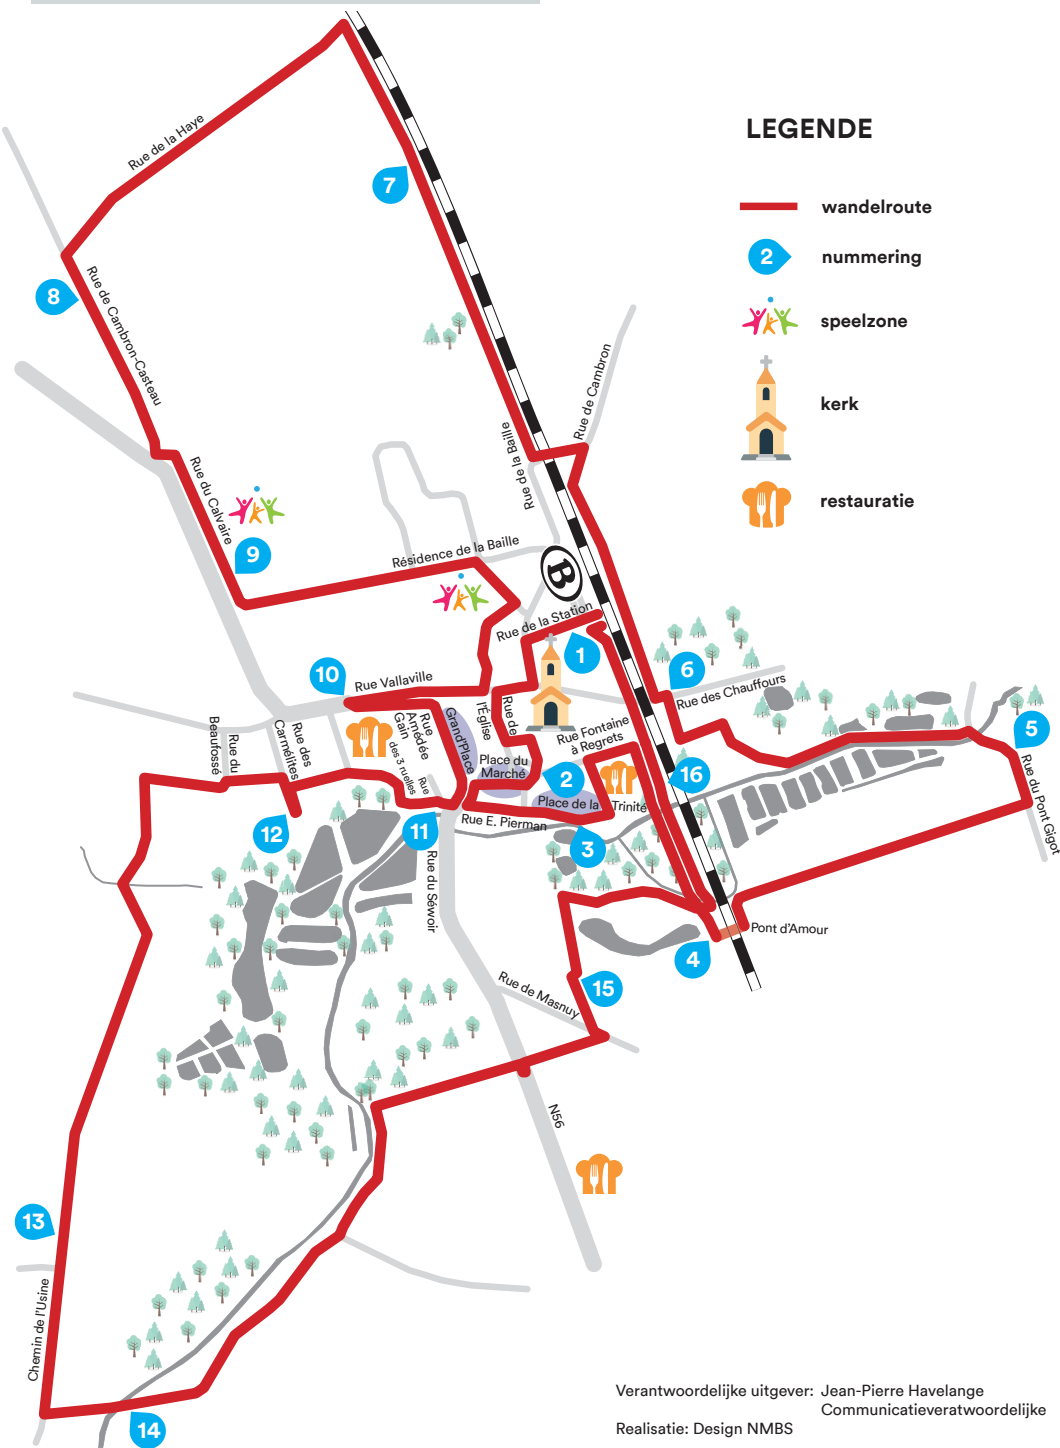 LEGENDE
wandelroute
2
nummering
speelzone
kerk
restauratie
Rue de la Haye
7
8
Rue de Cambron-Casteau
Rue de Cambron
Rue de la Baille
Rue du Calvaire
9
Résidence de la Baille
B
Rue de la Station
1
10
Rue Vallaville
6
Rue des Chauffours
Rue du
Beaufossé
Rue des
Carmélites
Rue
Amédée
Gain
Grand'Place
Rue de
l'Église
Rue Fontaine
à Regrets
5
Rue du Pont Gigot
Rue
des 3 ruelles
Place du
Marché
2
16
Place de la Trinité
12
11
Rue E. Pierman
3
Rue du Séwoir
Pont d'Amour
4
Rue de Masnuy
15
N56
13
Chemin de l'Usine
14
Verantwoordelijke uitgever: Jean-Pierre Havelange
Communicatieveratwoordelijke
Realisatie: Design NMBS